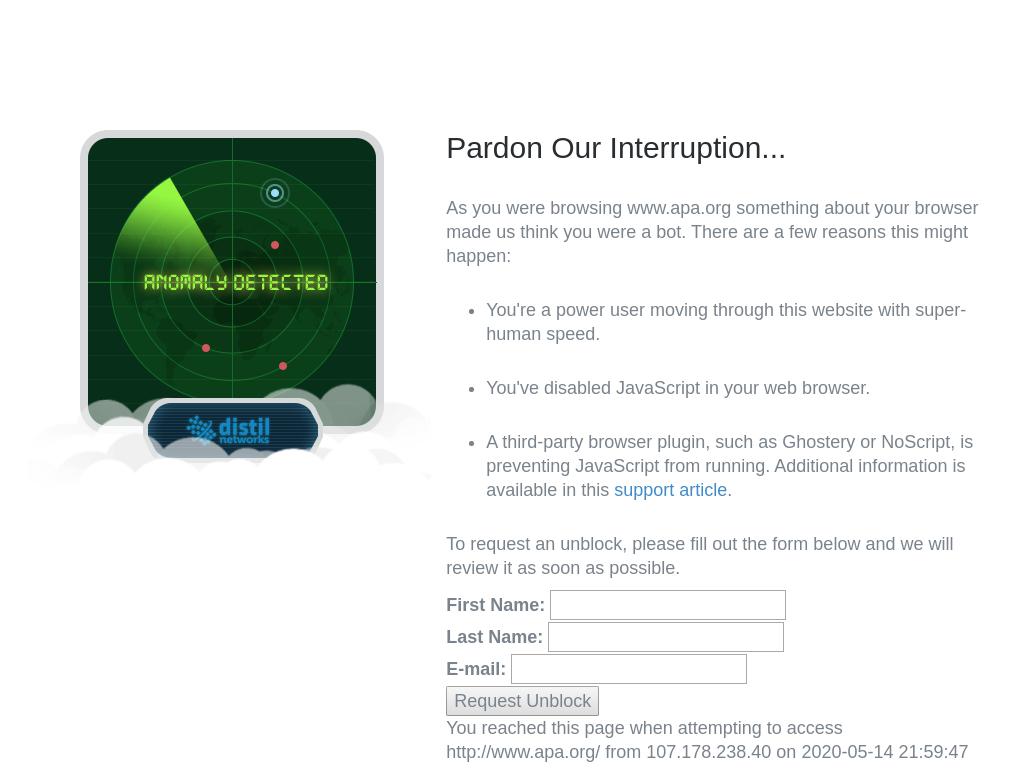 Pardon Our Interruption...
As you were browsing www.apa.org something about your browser
made us think you were a bot. There are a few reasons this might
happen:
ANOMALY DETECTED
You're a power user moving through this website with super-
human speed.
You've disabled JavaScript in your web browser.
distil
networks
A third-party browser plugin, such as Ghostery or NoScript, is
preventing JavaScript from running. Additional information is
available in this support article.
To request an unblock, please fill out the form below and we will
review it as soon as possible.
First Name:
Last Name:
E-mail:
Request Unblock
You reached this page when attempting to access
http://www.apa.org/ from 107.178.238.40 on 2020-05-14 21:59:47